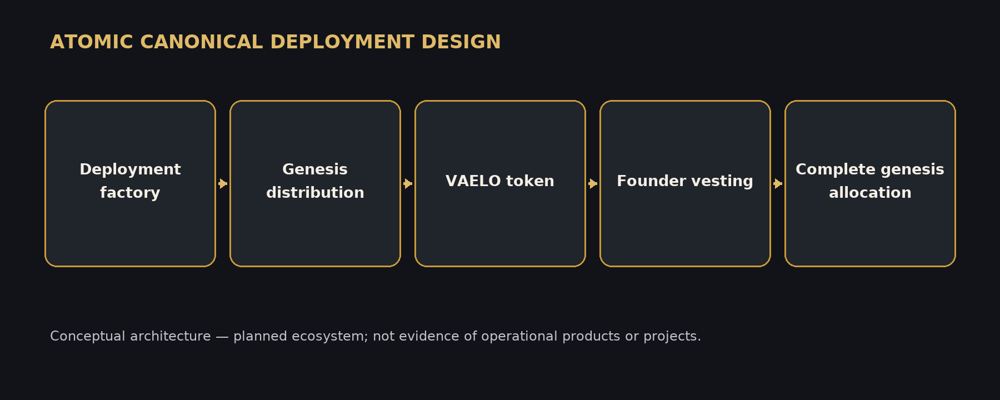 ATOMIC CANONICAL DEPLOYMENT DESIGN
Deployment
factory
Genesis
distribution
VAELO token
Founder vesting
Complete genesis
allocation
Conceptual architecture — planned ecosystem; not evidence of operational products or projects.